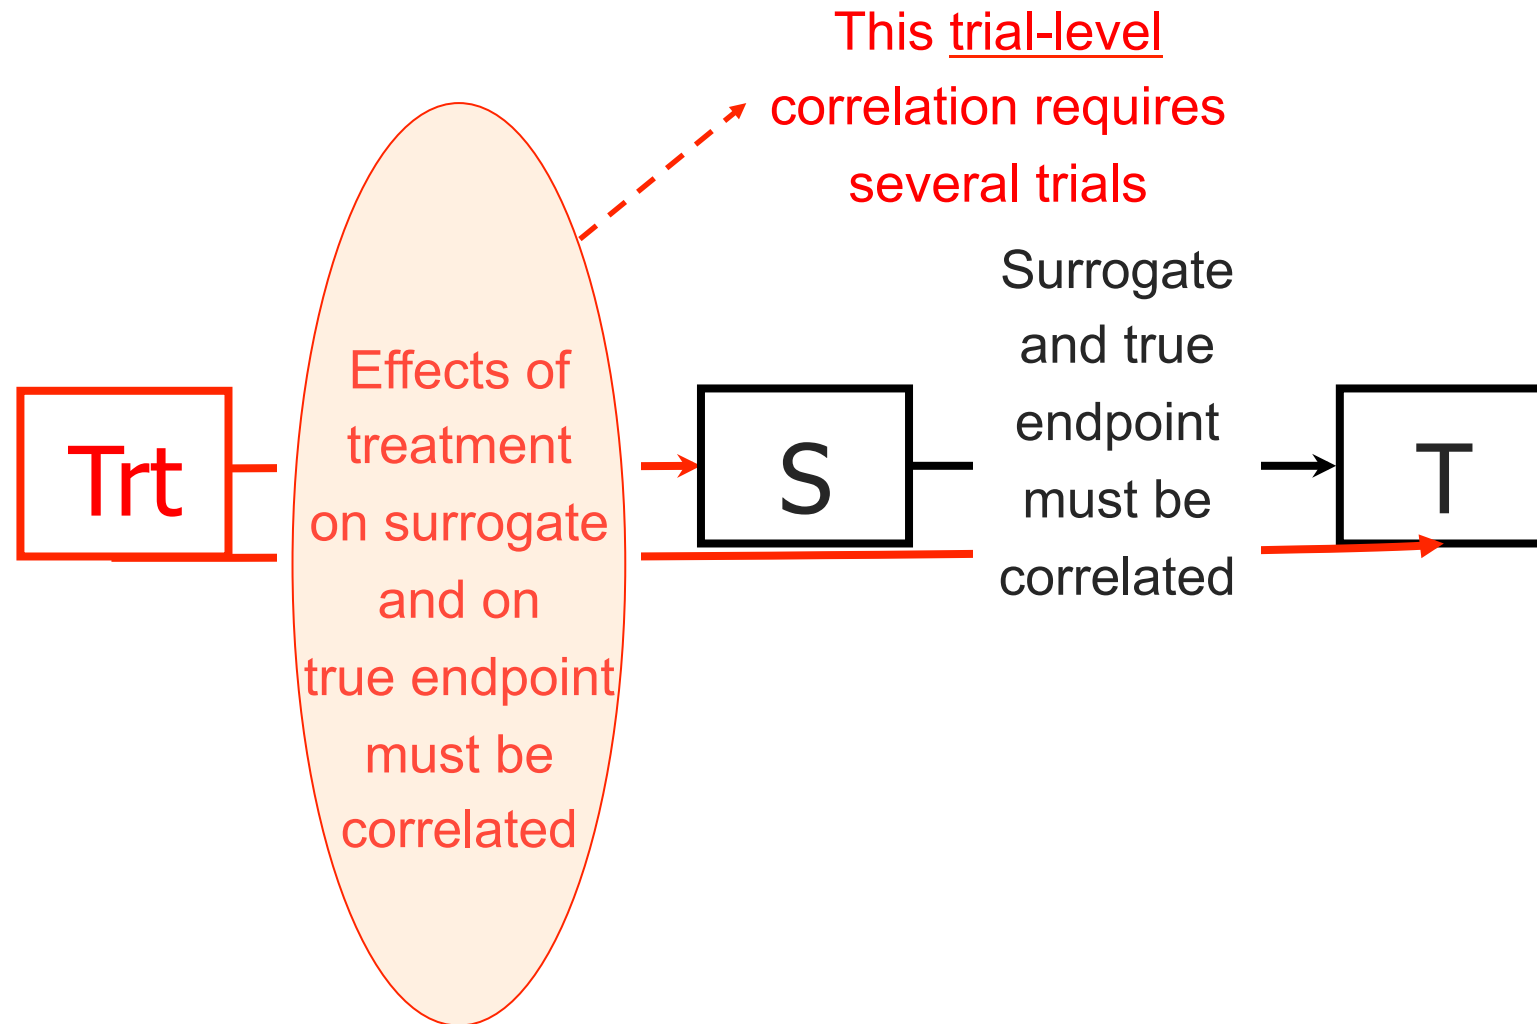 This trial-level
correlation requires
several trials
Trt
Effects of
treatment
on surrogate
and on
true endpoint
must be
correlated
S
Surrogate
and true
endpoint
must be
correlated
T